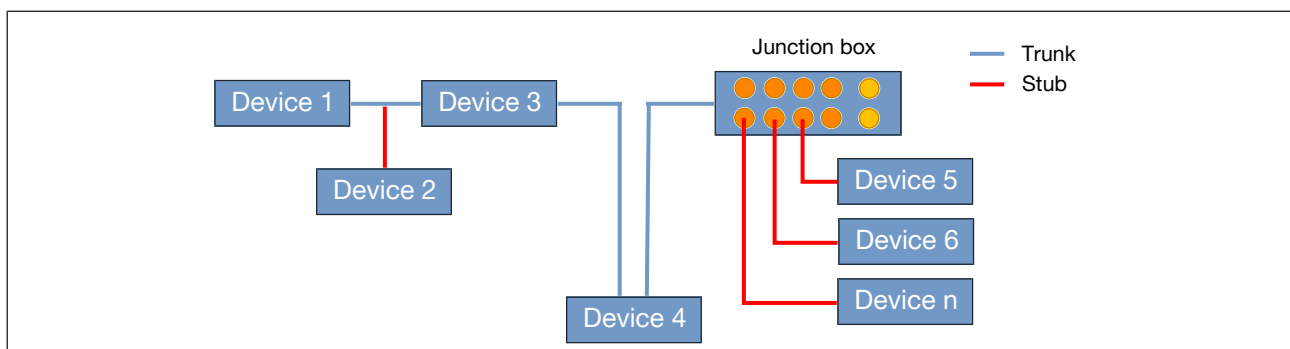 Junction box
Trunk
Stub
Device 1
Device 3
Device 2
Device 5
Device 6
Device n
Device 4